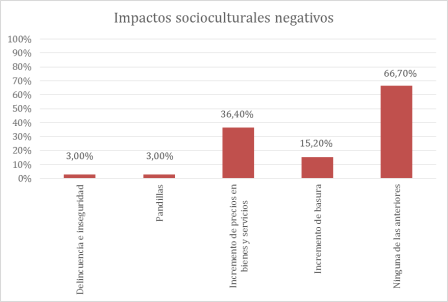 Impactos socioculturales negativos
100%
90%
80%
70%
60%
50%
40%
30%
20%
10%
0%
3,00%
3,00%
36,40%
15,20%
66,70%
Delincuencia e inseguridad
Pandillas
Incremento de precios en
bienes y servicios
Incremento de basura
Ninguna de las anteriores